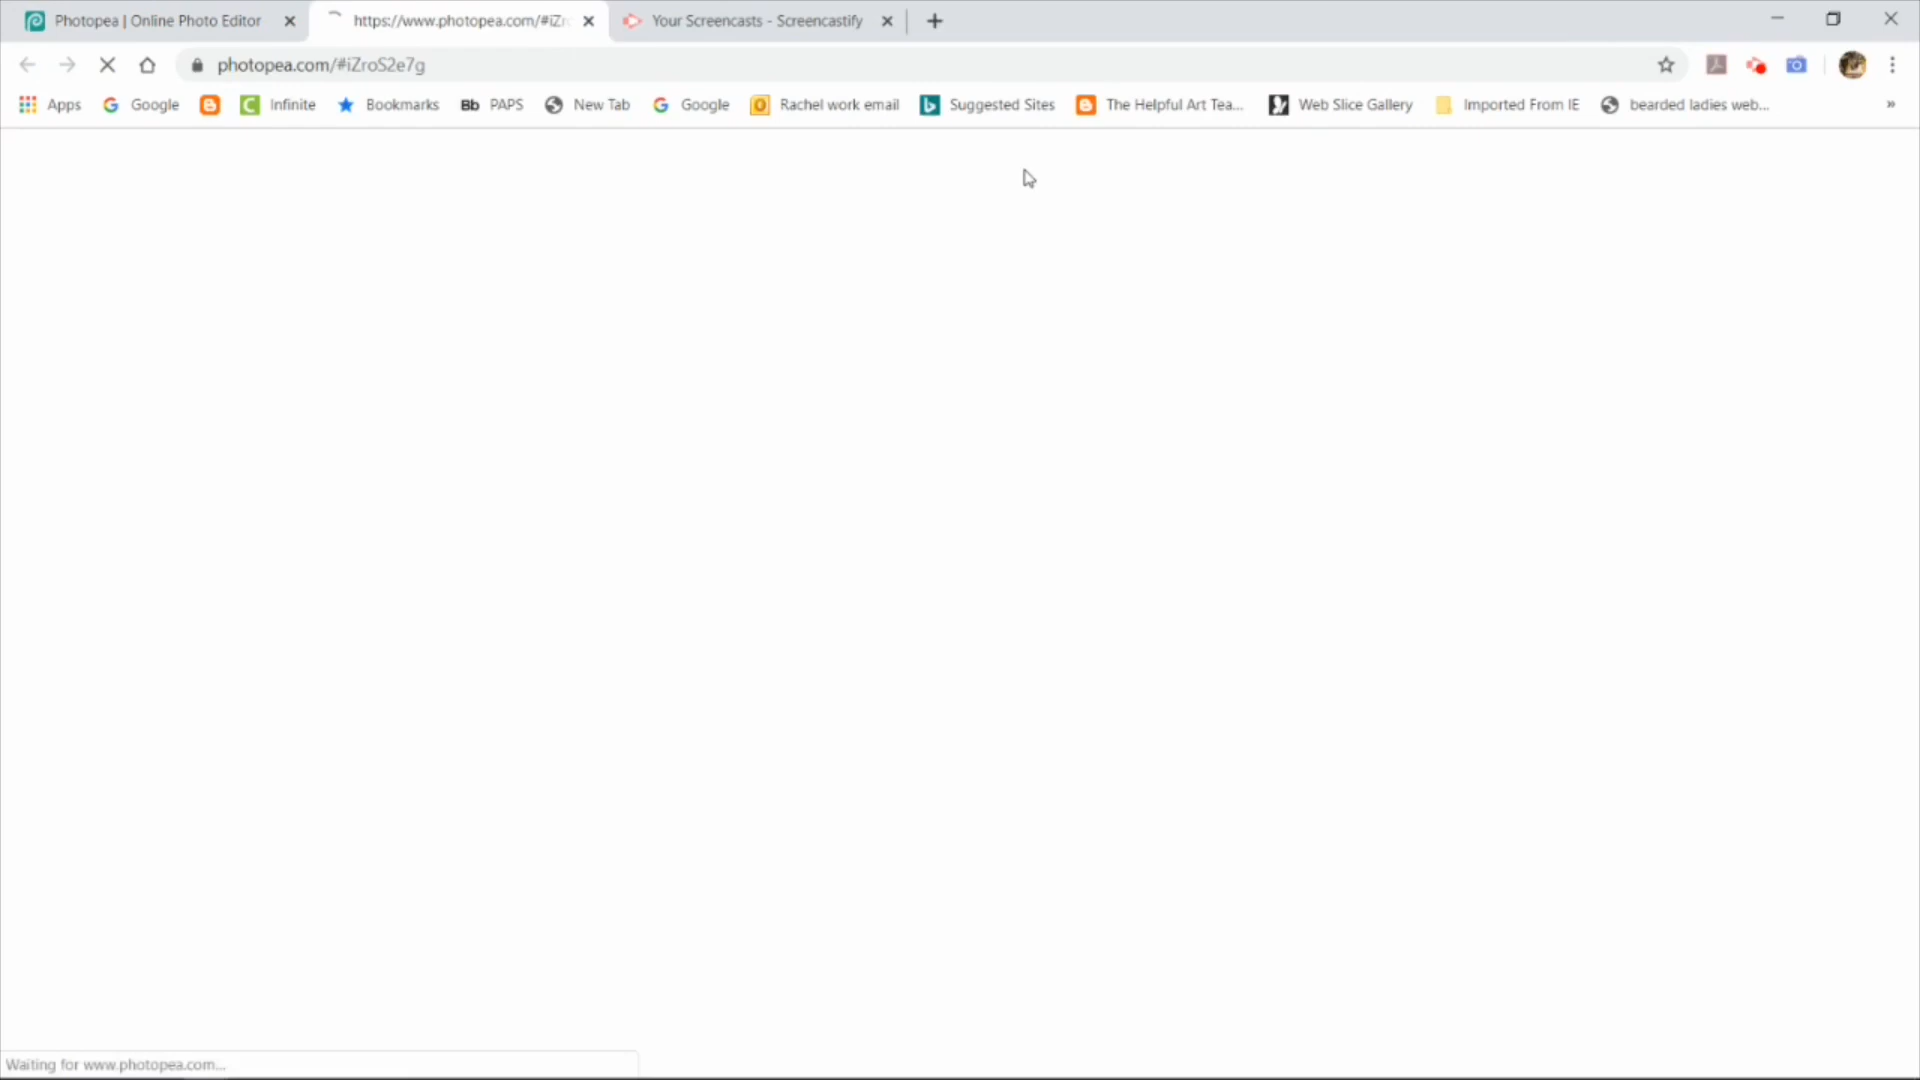 Photopea | Online Photo Editor
https://www.photopea.com/#iZr
Your Screencasts - Screencastify
photopea.com/#iZroS2e7g
Apps
Google
Infinite
Bookmarks
Bb PAPS
New Tab
Google
Rachel work email
Suggested Sites
The Helpful Art Tea...
Web Slice Gallery
Imported From IE
bearded ladies web...
»
Waiting for www.photopea.com...